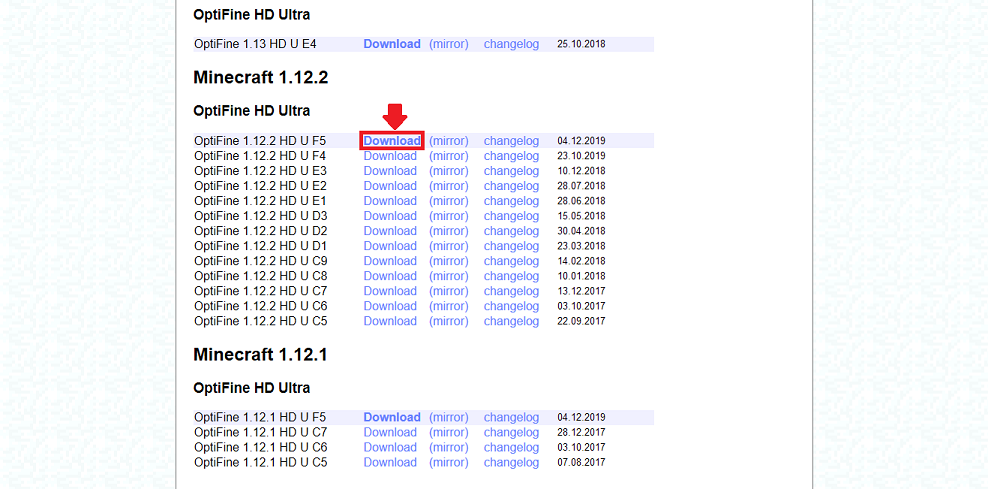 OptiFine HD Ultra
OptiFine 1.13 HD U E4 Download (mirror) changelog 25.10.2018
Minecraft 1.12.2
OptiFine HD Ultra
OptiFine 1.12.2 HD U F5 Download (mirror) changelog 04.12.2019
OptiFine 1.12.2 HD U F4 Download (mirror) changelog 23.10.2019
OptiFine 1.12.2 HD U E3 Download (mirror) changelog 10.12.2018
OptiFine 1.12.2 HD U E2 Download (mirror) changelog 28.07.2018
OptiFine 1.12.2 HD U E1 Download (mirror) changelog 28.06.2018
OptiFine 1.12.2 HD U D3 Download (mirror) changelog 15.05.2018
OptiFine 1.12.2 HD U D2 Download (mirror) changelog 30.04.2018
OptiFine 1.12.2 HD U D1 Download (mirror) changelog 23.03.2018
OptiFine 1.12.2 HD U C9 Download (mirror) changelog 14.02.2018
OptiFine 1.12.2 HD U C8 Download (mirror) changelog 10.01.2018
OptiFine 1.12.2 HD U C7 Download (mirror) changelog 13.12.2017
OptiFine 1.12.2 HD U C6 Download (mirror) changelog 03.10.2017
OptiFine 1.12.2 HD U C5 Download (mirror) changelog 22.09.2017
Minecraft 1.12.1
OptiFine HD Ultra
OptiFine 1.12.1 HD U F5 Download (mirror) changelog 04.12.2019
OptiFine 1.12.1 HD U C7 Download (mirror) changelog 28.12.2017
OptiFine 1.12.1 HD U C6 Download (mirror) changelog 03.10.2017
OptiFine 1.12.1 HD U C5 Download (mirror) changelog 07.08.2017